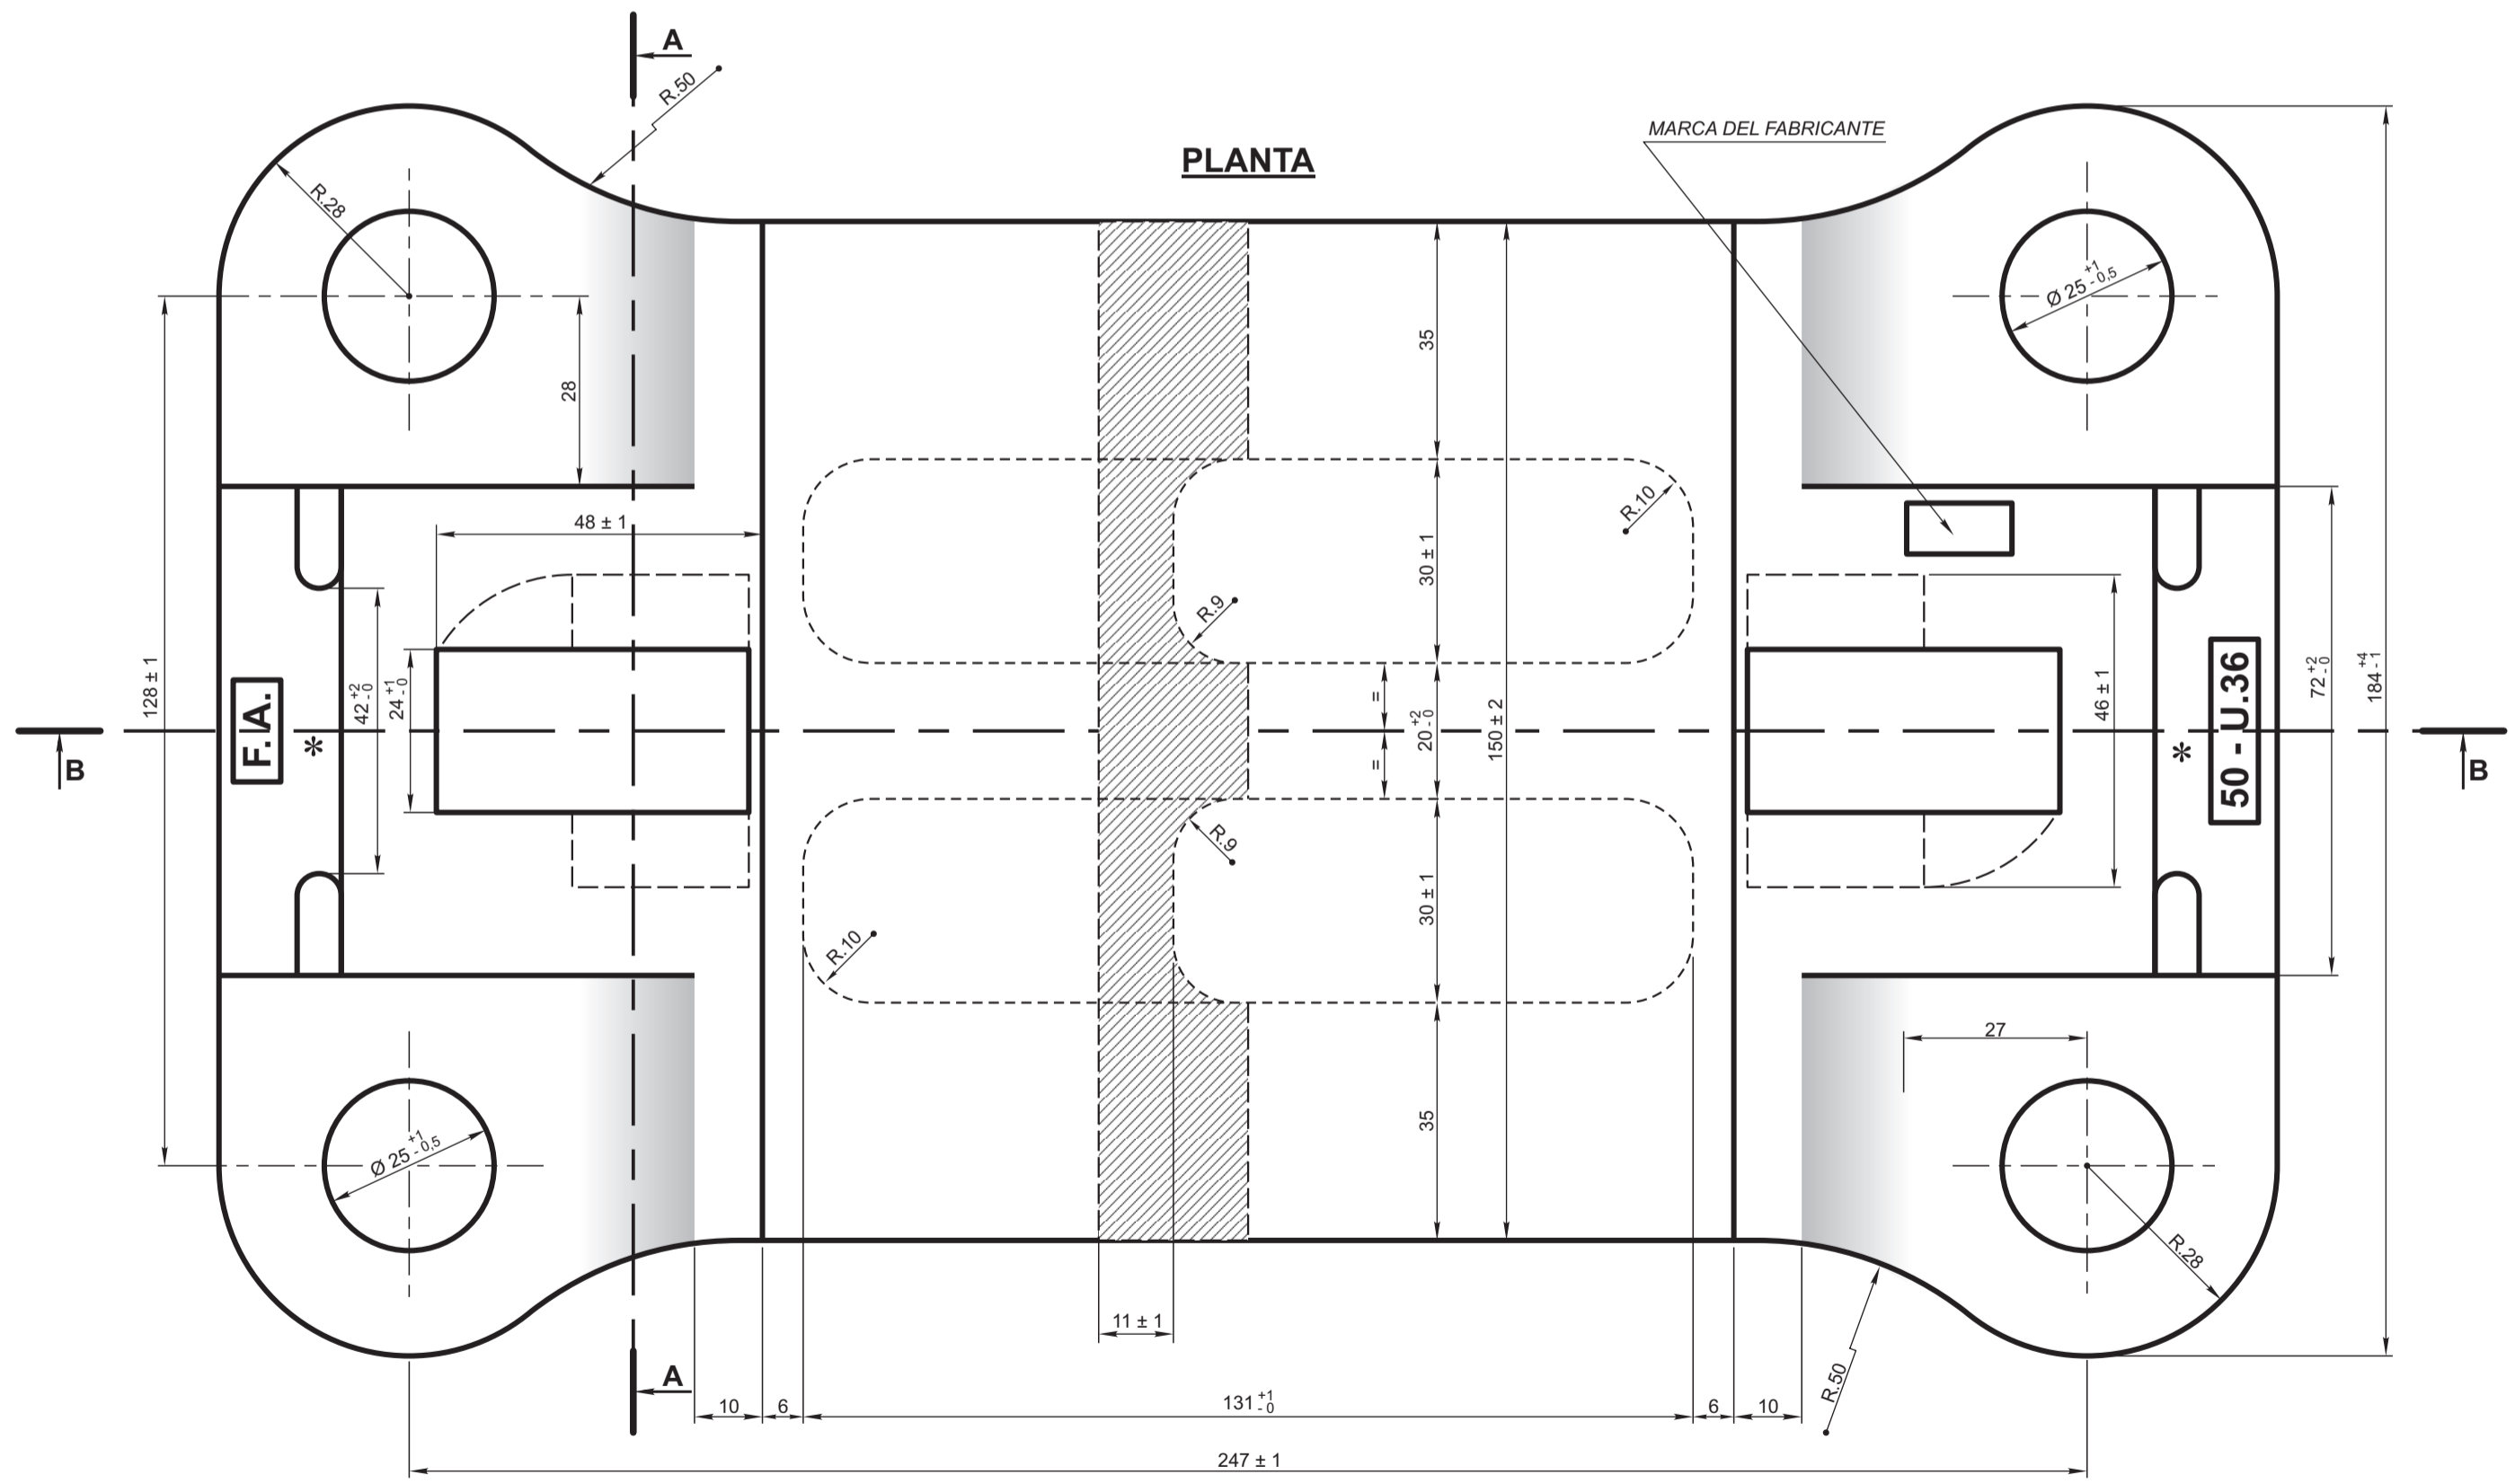 A
R.50
MARCA DEL FABRICANTE
PLANTA
R.28
Ø 25 +1 -0,5
35
28
R.10
48 ± 1
30 ± 1
R.9
128 ± 1
F.A.
*
42 +2 -0
24 +1 -0
=
=
20 +2 -0
150 ± 2
46 ± 1
*
50 - U.36
72 +2 -0
184 +4 -1
B
B
R.9
30 ± 1
R.10
27
35
Ø 25 +1 -0,5
R.28
11 ± 1
R.50
A
10
6
131 +1 -0
6
10
247 ± 1